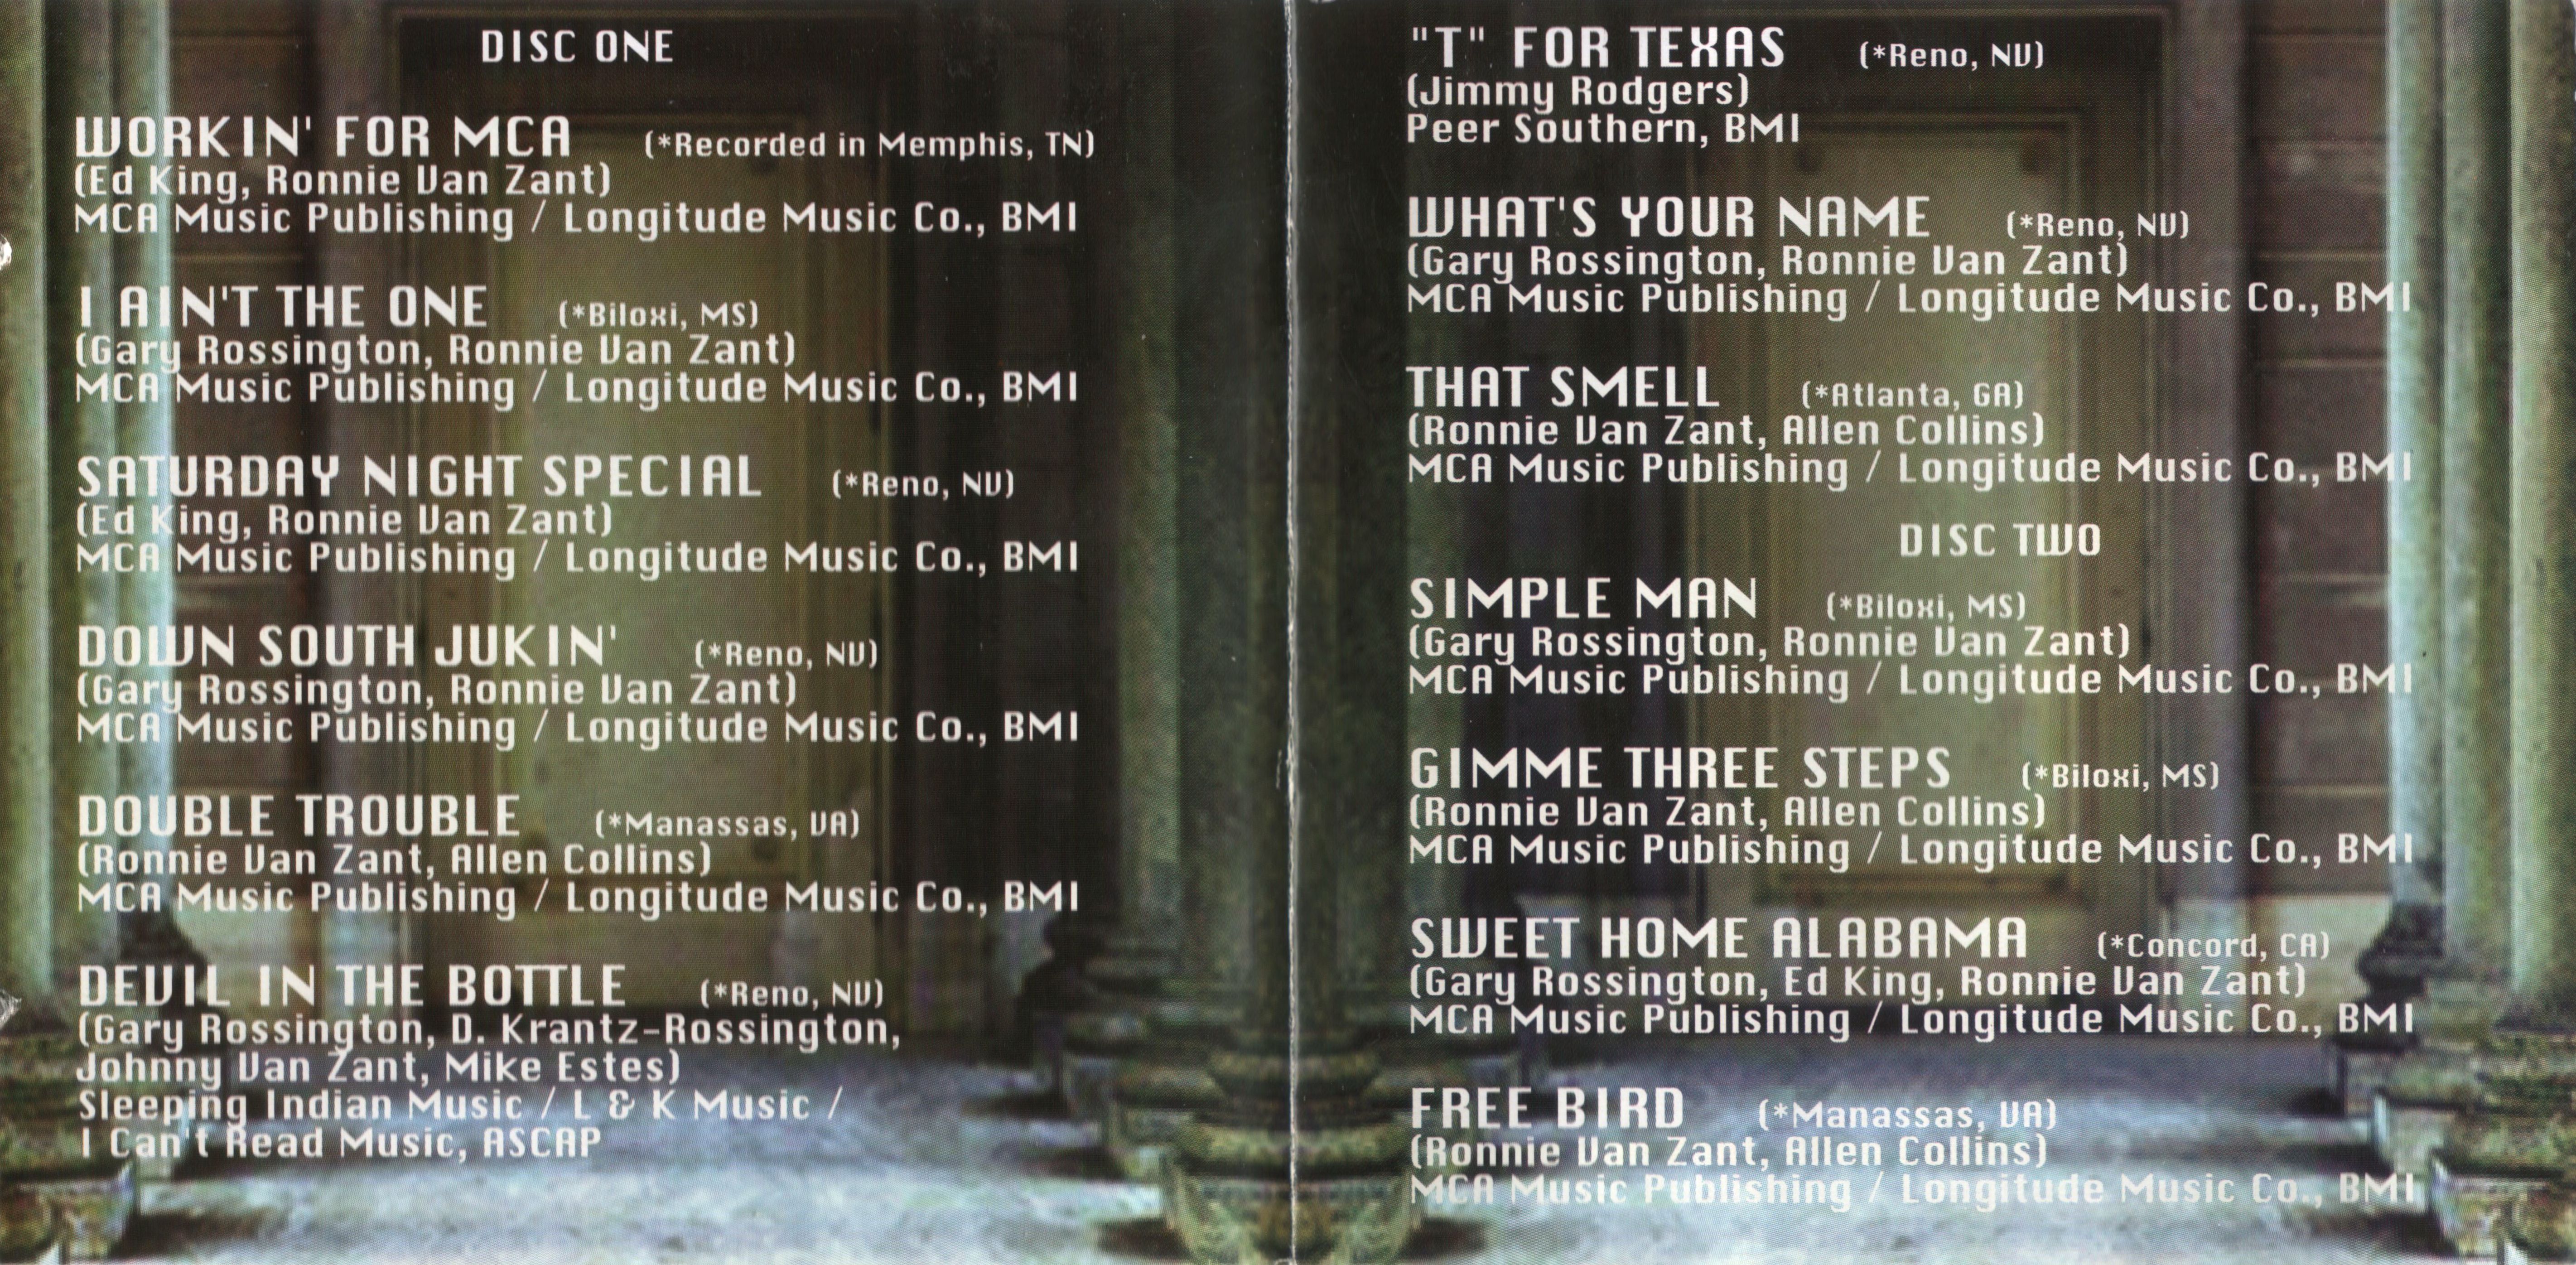 DISC ONE
WORKIN' FOR MCA (*Recorded in Memphis, TN)
(Ed King, Ronnie Van Zant)
MCA Music Publishing / Longitude Music Co., BMI
I AIN'T THE ONE (*Biloxi, MS)
(Gary Rossington, Ronnie Van Zant)
MCA Music Publishing / Longitude Music Co., BMI
SATURDAY NIGHT SPECIAL (*Reno, NV)
(Ed King, Ronnie Van Zant)
MCA Music Publishing / Longitude Music Co., BMI
DOWN SOUTH JUKIN' (*Reno, NV)
(Gary Rossington, Ronnie Van Zant)
MCA Music Publishing / Longitude Music Co., BMI
DOUBLE TROUBLE (*Manassas, VA)
(Ronnie Van Zant, Allen Collins)
MCA Music Publishing / Longitude Music Co., BMI
DEVIL IN THE BOTTLE (*Reno, NV)
(Gary Rossington, D. Krantz-Rossington,
Johnny Van Zant, Mike Estes)
Sleeping Indian Music / L & K Music /
I Can't Read Music, ASCAP
"T" FOR TEXAS (*Reno, NV)
(Jimmy Rodgers)
Peer Southern, BMI
WHAT'S YOUR NAME (*Reno, NV)
(Gary Rossington, Ronnie Van Zant)
MCA Music Publishing / Longitude Music Co., BMI
THAT SMELL (*Atlanta, GA)
(Ronnie Van Zant, Allen Collins)
MCA Music Publishing / Longitude Music Co., BMI
DISC TWO
SIMPLE MAN (*Biloxi, MS)
(Gary Rossington, Ronnie Van Zant)
MCA Music Publishing / Longitude Music Co., BMI
GIMME THREE STEPS (*Biloxi, MS)
(Ronnie Van Zant, Allen Collins)
MCA Music Publishing / Longitude Music Co., BMI
SWEET HOME ALABAMA (*Concord, CA)
(Gary Rossington, Ed King, Ronnie Van Zant)
MCA Music Publishing / Longitude Music Co., BMI
FREE BIRD (*Manassas, VA)
(Ronnie Van Zant, Allen Collins)
MCA Music Publishing / Longitude Music Co., BMI